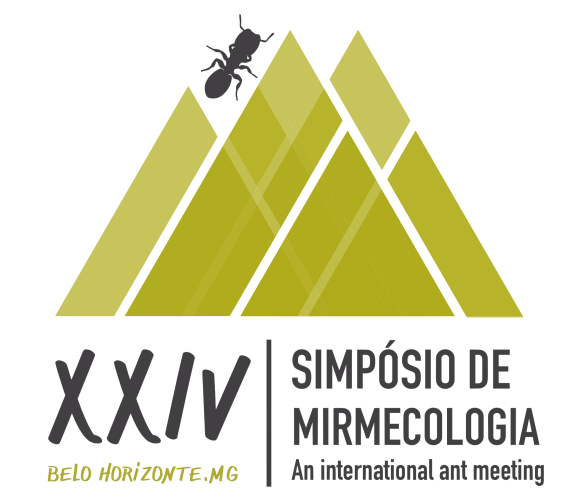 XXIV
BELO HORIZONTE.MG
SIMPÓSIO DE
MIRMECOLOGIA
An international ant meeting